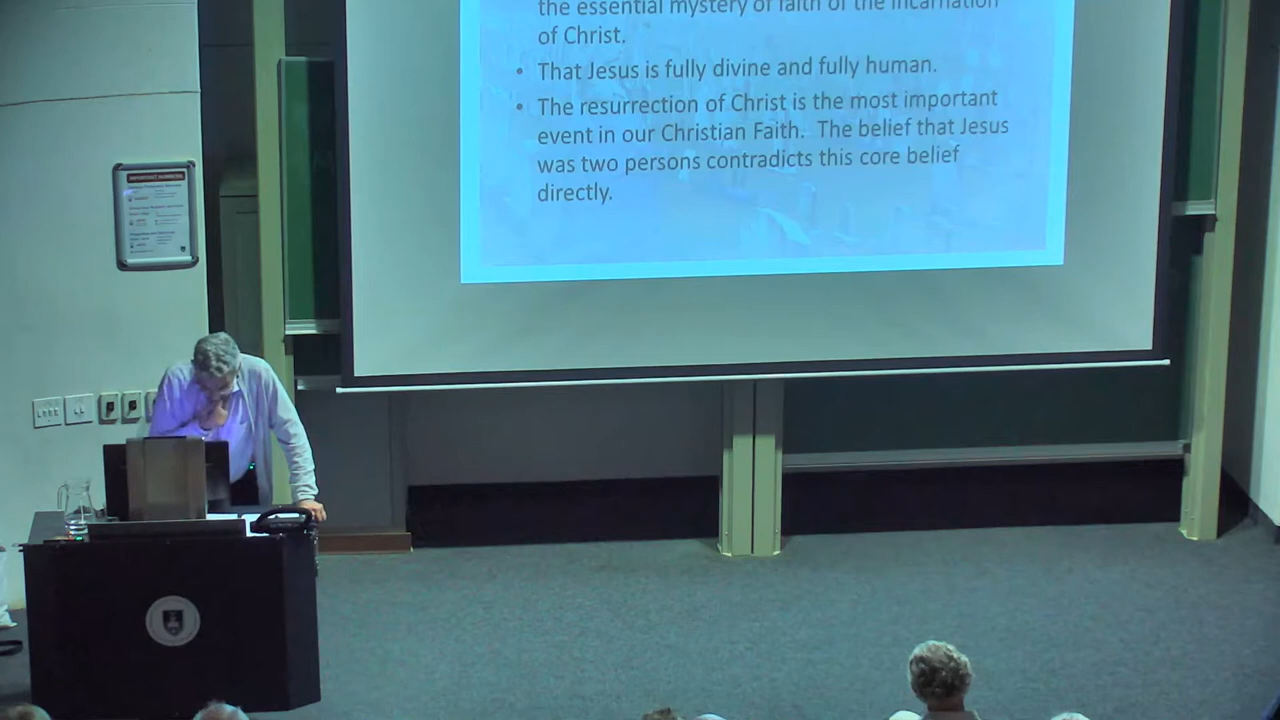 the essential mystery of faith of the incarnation
of Christ.
• That Jesus is fully divine and fully human.
• The resurrection of Christ is the most important
event in our Christian Faith. The belief that Jesus
was two persons contradicts this core belief
directly.
IMPORTANT NUMBERS